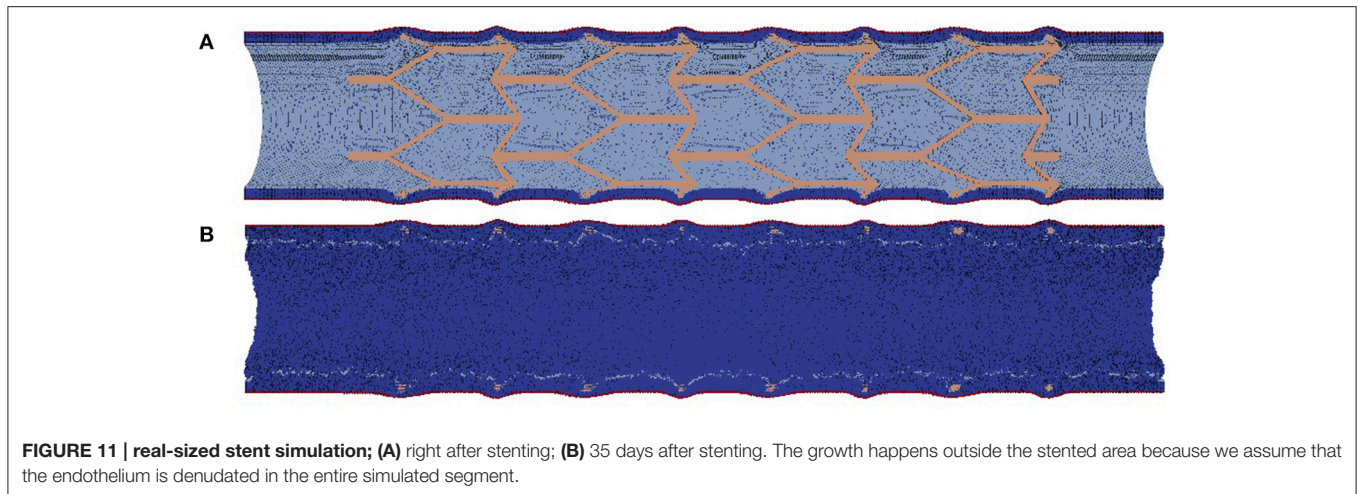 A
B
FIGURE 11 | real-sized stent simulation; (A) right after stenting; (B) 35 days after stenting. The growth happens outside the stented area because we assume that
the endothelium is denudated in the entire simulated segment.